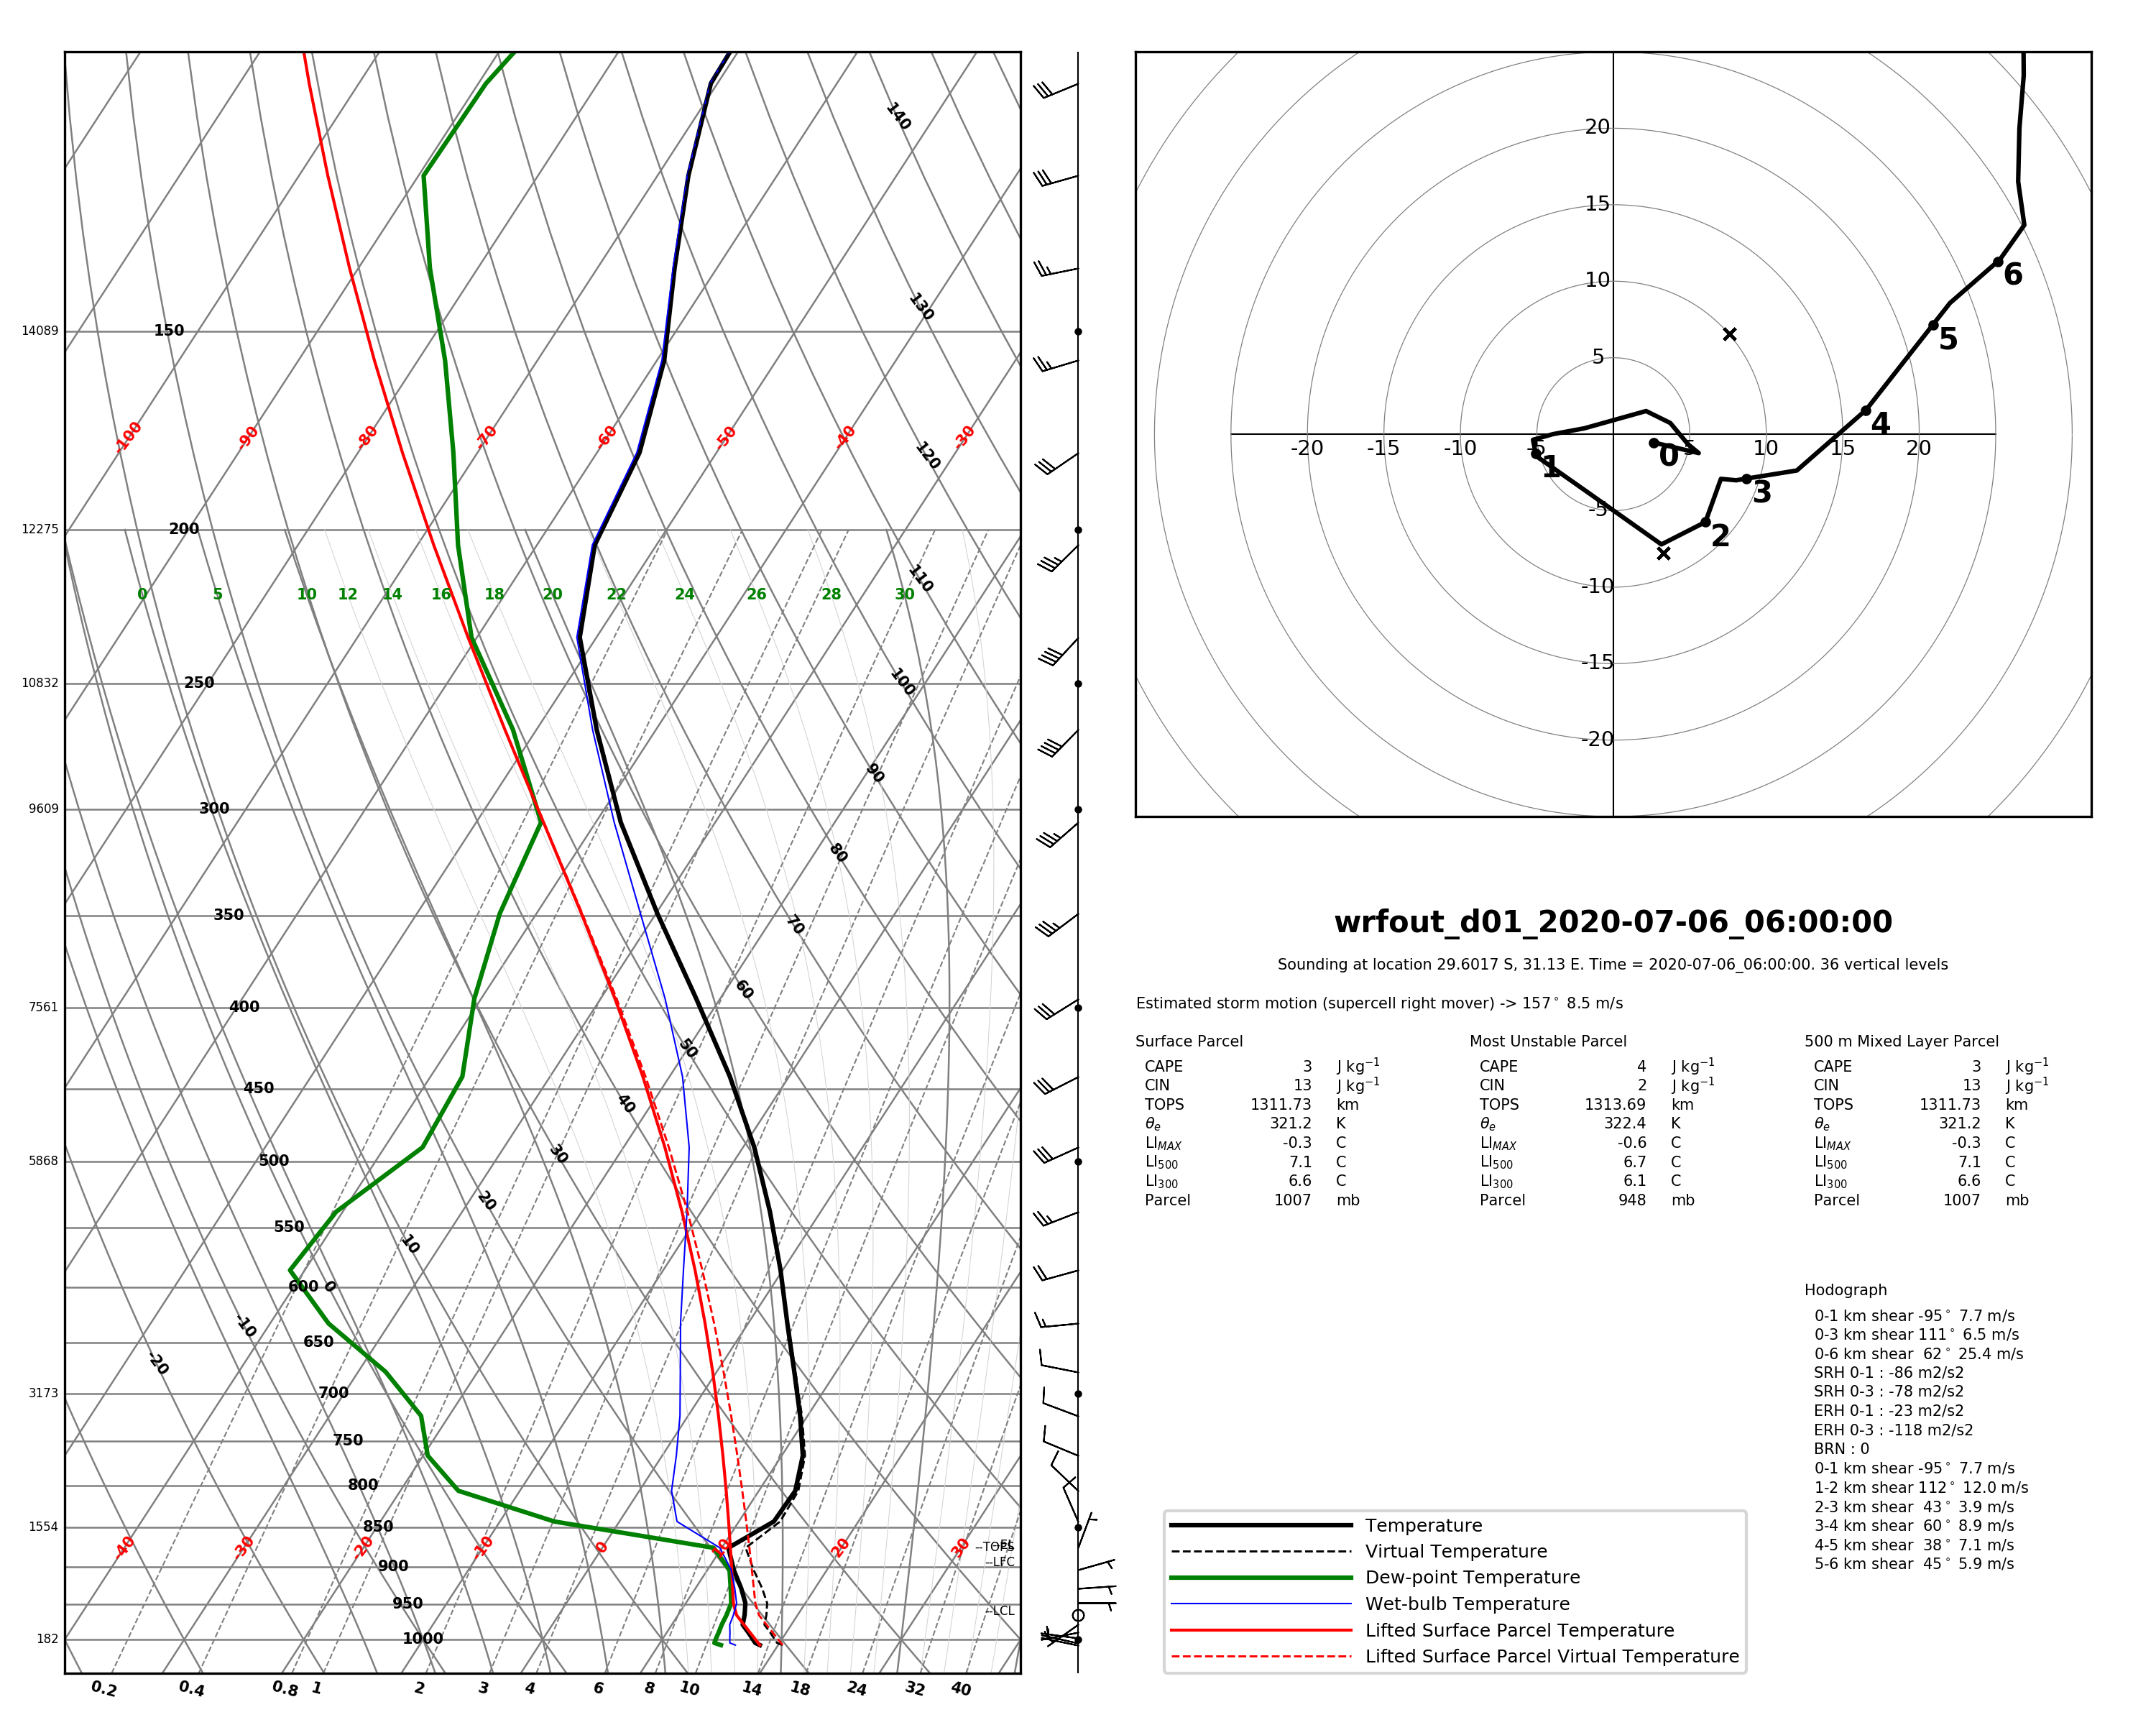 140
130
14089 150
-100 -90 -80 -70 -60 -50 -40 -30
120
12275 200
110
0 5 10 12 14 16 18 20 22 24 26 28 30
10832 250
100
90
9609 300
80
350
70
7561 400
60
50
450
40
5868 500
30
20
550
10
600 0
-10
650
-20
3173 700
750
800
1554 850
-40 -30 -20 -10 0 20 30
--TOPS
900
--LFC
950
--LCL
182 1000
0.2 0.4 0.8 1 2 3 4 6 8 10 14 18 24 32 40
20
15
10
5
-20 -15 -10 -5 5 10 15 20
-5
-10
-15
-20
0 1 2 3 4 5 6
wrfout_d01_2020-07-06_06:00:00
Sounding at location 29.6017 S, 31.13 E. Time = 2020-07-06_06:00:00. 36 vertical levels
Estimated storm motion (supercell right mover) -> 157° 8.5 m/s
Surface Parcel
CAPE 3 J kg⁻¹
CIN 13 J kg⁻¹
TOPS 1311.73 km
θe 321.2 K
LIMAX -0.3 C
LI500 7.1 C
LI300 6.6 C
Parcel 1007 mb
Most Unstable Parcel
CAPE 4 J kg⁻¹
CIN 2 J kg⁻¹
TOPS 1313.69 km
θe 322.4 K
LIMAX -0.6 C
LI500 6.7 C
LI300 6.1 C
Parcel 948 mb
500 m Mixed Layer Parcel
CAPE 3 J kg⁻¹
CIN 13 J kg⁻¹
TOPS 1311.73 km
θe 321.2 K
LIMAX -0.3 C
LI500 7.1 C
LI300 6.6 C
Parcel 1007 mb
Hodograph
0-1 km shear -95° 7.7 m/s
0-3 km shear 111° 6.5 m/s
0-6 km shear 62° 25.4 m/s
SRH 0-1 : -86 m2/s2
SRH 0-3 : -78 m2/s2
ERH 0-1 : -23 m2/s2
ERH 0-3 : -118 m2/s2
BRN : 0
0-1 km shear -95° 7.7 m/s
1-2 km shear 112° 12.0 m/s
2-3 km shear 43° 3.9 m/s
3-4 km shear 60° 8.9 m/s
4-5 km shear 38° 7.1 m/s
5-6 km shear 45° 5.9 m/s
Temperature
Virtual Temperature
Dew-point Temperature
Wet-bulb Temperature
Lifted Surface Parcel Temperature
Lifted Surface Parcel Virtual Temperature